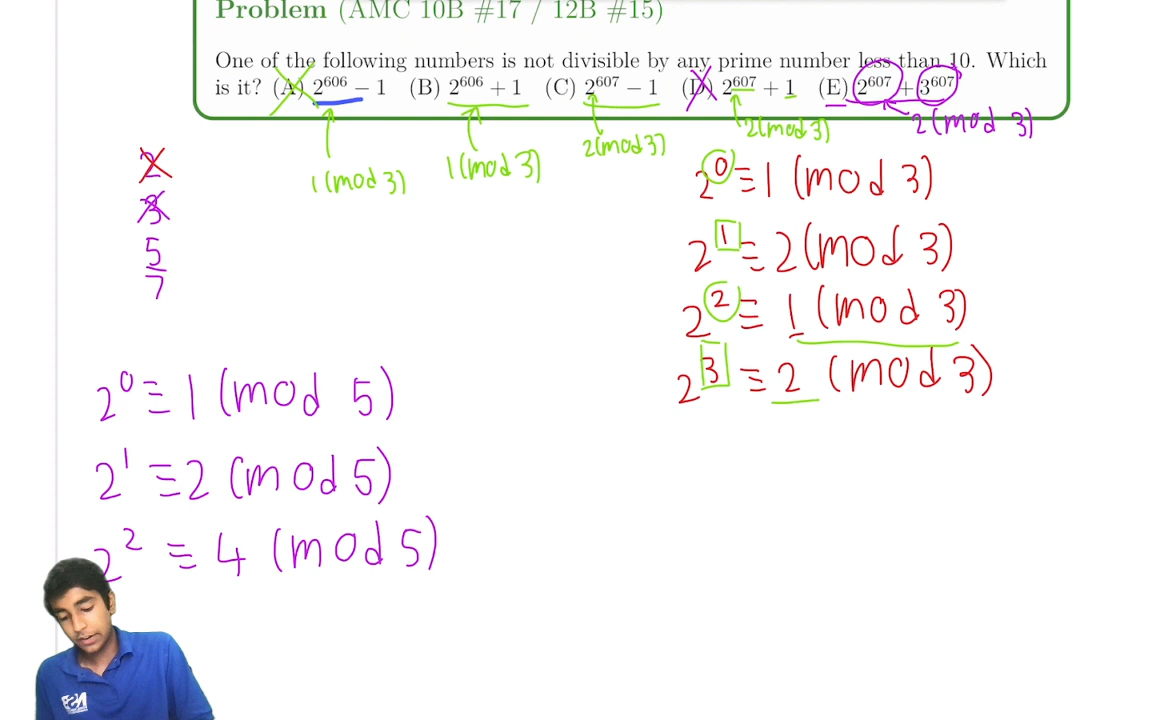 Problem (AMC 10B #17 / 12B #15)
One of the following numbers is not divisible by any prime number less than 10. Which
is it? (A) 2^606 − 1 (B) 2^606 + 1 (C) 2^607 − 1 (D) 2^607 + 1 (E) 2^607 + 3^607
1 (mod 3) 1 (mod 3) 2(mod 3) 2(mod 3) 2(mod 3)
2
3
5
7
2^0 ≡ 1 (mod 3)
2^1 ≡ 2 (mod 3)
2^2 ≡ 1 (mod 3)
2^3 ≡ 2 (mod 3)
2^0 ≡ 1 (mod 5)
2^1 ≡ 2 (mod 5)
2^2 ≡ 4 (mod 5)